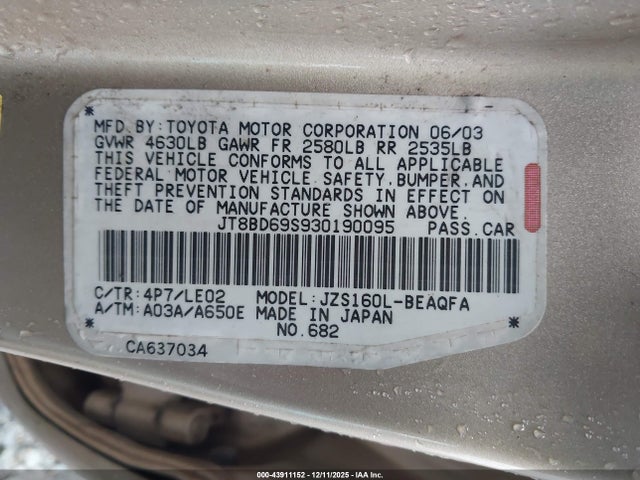 MFD.BY:TOYOTA MOTOR CORPORATION 06/03
GVWR 4630LB GAWR FR 2580LB RR 2535LB
THIS VEHICLE CONFORMS TO ALL APPLICABLE
FEDERAL MOTOR VEHICLE SAFETY,BUMPER,AND
THEFT PREVENTION STANDARDS IN EFFECT ON
THE DATE OF MANUFACTURE SHOWN ABOVE.
JT8BD69S930190095 PASS.CAR
C/TR:4P7/LE02 MODEL:JZS160L-BEAQFA
A/TM:A03A/A650E MADE IN JAPAN
NO.682
CA637034
000-43911152 - 12/11/2025 - IAA Inc.